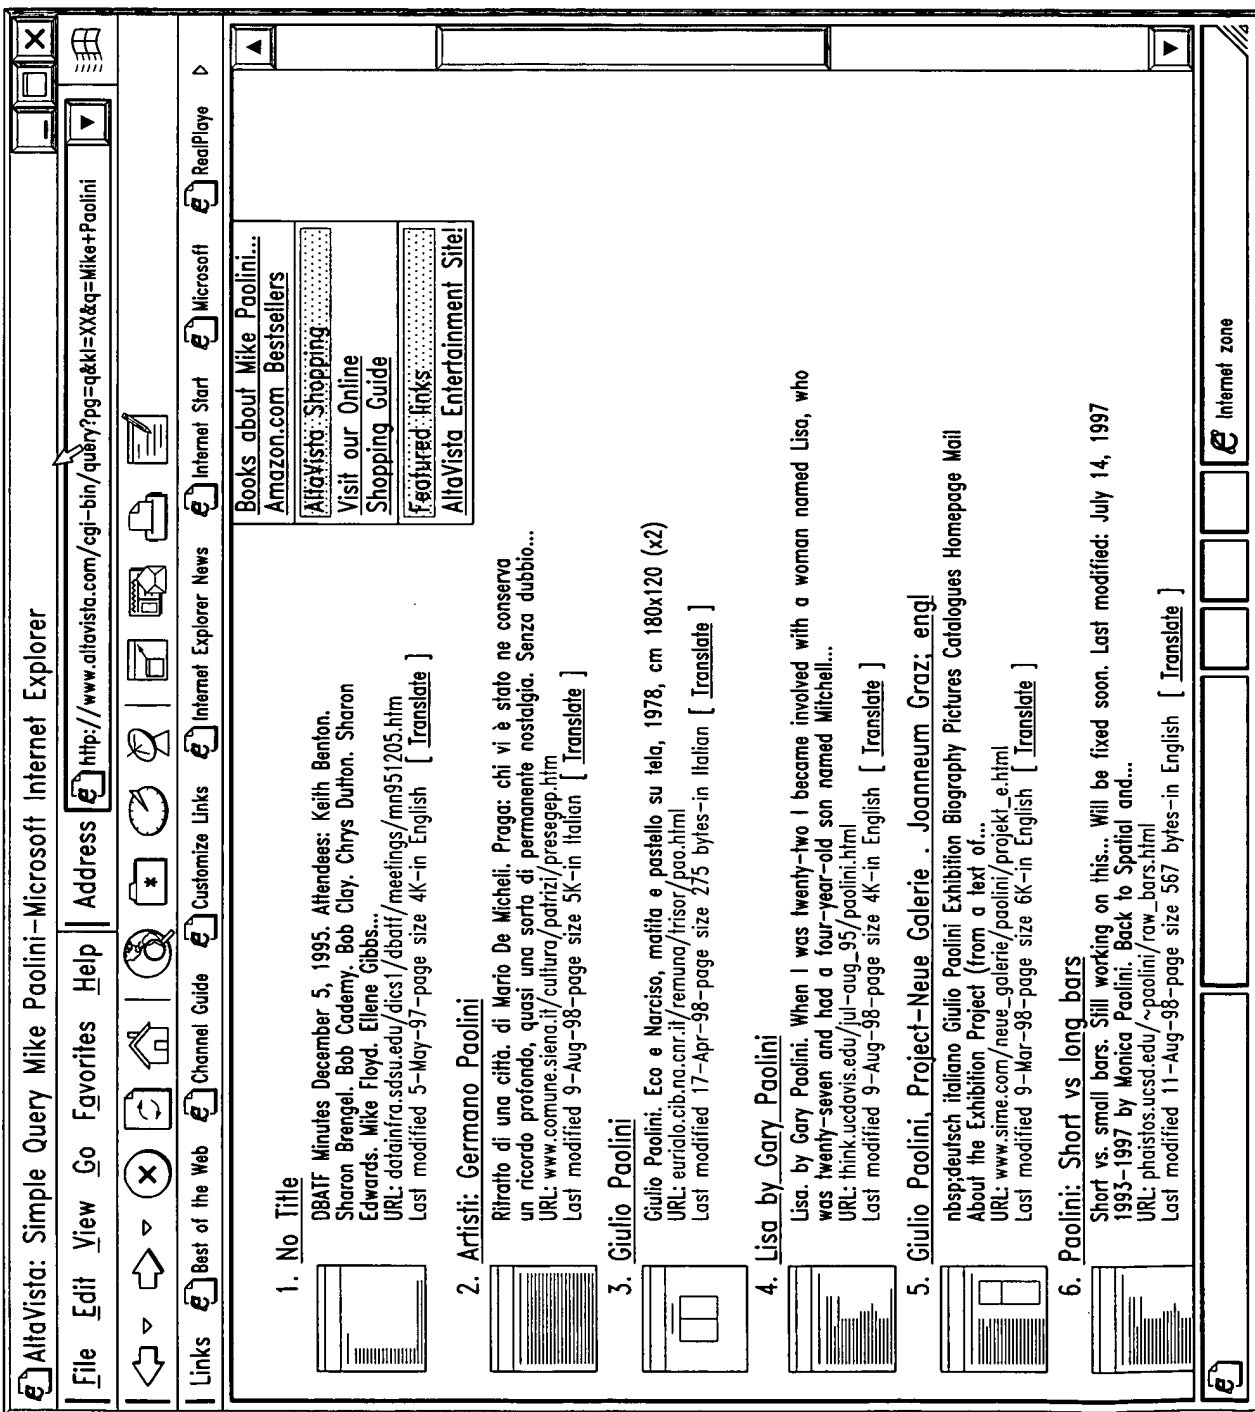 AltaVista: Simple Query Mike Paolini-Microsoft Internet Explorer
File Edit View Go Favorites Help Address http://www.altavista.com/cgi-bin/query?pg=q&kl=XX&q=Mike+Paolini
Links Best of the Web Channel Guide Customize Links Internet Explorer News Internet Start Microsoft RealPlaye
Books about Mike Paolini...
Amazon.com Bestsellers
AltaVista Shopping
Visit our Online
Shopping Guide
Featured links
AltaVista Entertainment Site!
1. No Title
DBATF Minutes December 5, 1995. Attendees: Keith Benton.
Sharon Brengel. Bob Cademy. Bob Clay. Chrys Dutton. Sharon
Edwards. Mike Floyd. Ellene Gibbs...
URL: datainfra.sdsu.edu/dics1/dbatf/meetings/mn951205.htm
Last modified 5-May-97-page size 4K-in English [ Translate ]
2. Artisti: Germano Paolini
Ritratto di una città. di Mario De Micheli. Praga: chi vi è stato ne conserva
un ricordo profondo, quasi una sorta di permanente nostalgia. Senza dubbio...
URL: www.comune.siena.it/cultura/patrizi/presegep.htm
Last modified 9-Aug-98-page size 5K-in Italian [ Translate ]
3. Giulio Paolini
Giulio Paolini. Eco e Narciso, matita e pastello su tela, 1978, cm 180x120 (x2)
URL: eurialo.cib.na.cnr.it/remuna/trisor/pao.html
Last modified 17-Apr-98-page size 275 bytes-in Italian [ Translate ]
4. Lisa by Gary Paolini
Lisa. by Gary Paolini. When I was twenty-two I became involved with a woman named Lisa, who
was twenty-seven and had a four-year-old son named Mitchell...
URL: think.ucdavis.edu/jul-aug_95/paolini.html
Last modified 9-Aug-98-page size 4K-in English [ Translate ]
5. Giulio Paolini, Project-Neue Galerie . Joanneum Graz; engl
nbsp;deutsch italiano Giulio Paolini Exhibition Biography Pictures Catalogues Homepage Mail
About the Exhibition Project (from a text of...
URL: www.sime.com/neue_galerie/paolini/projekt_e.html
Last modified 9-Mar-98-page size 6K-in English [ Translate ]
6. Paolini: Short vs long bars
Short vs. small bars. Still working on this... Will be fixed soon. Last modified: July 14, 1997
1993-1997 by Monica Paolini. Back to Spatial and...
URL: phaistos.ucsd.edu/~paolini/raw_bars.html
Last modified 11-Aug-98-page size 567 bytes-in English [ Translate ]
Internet zone